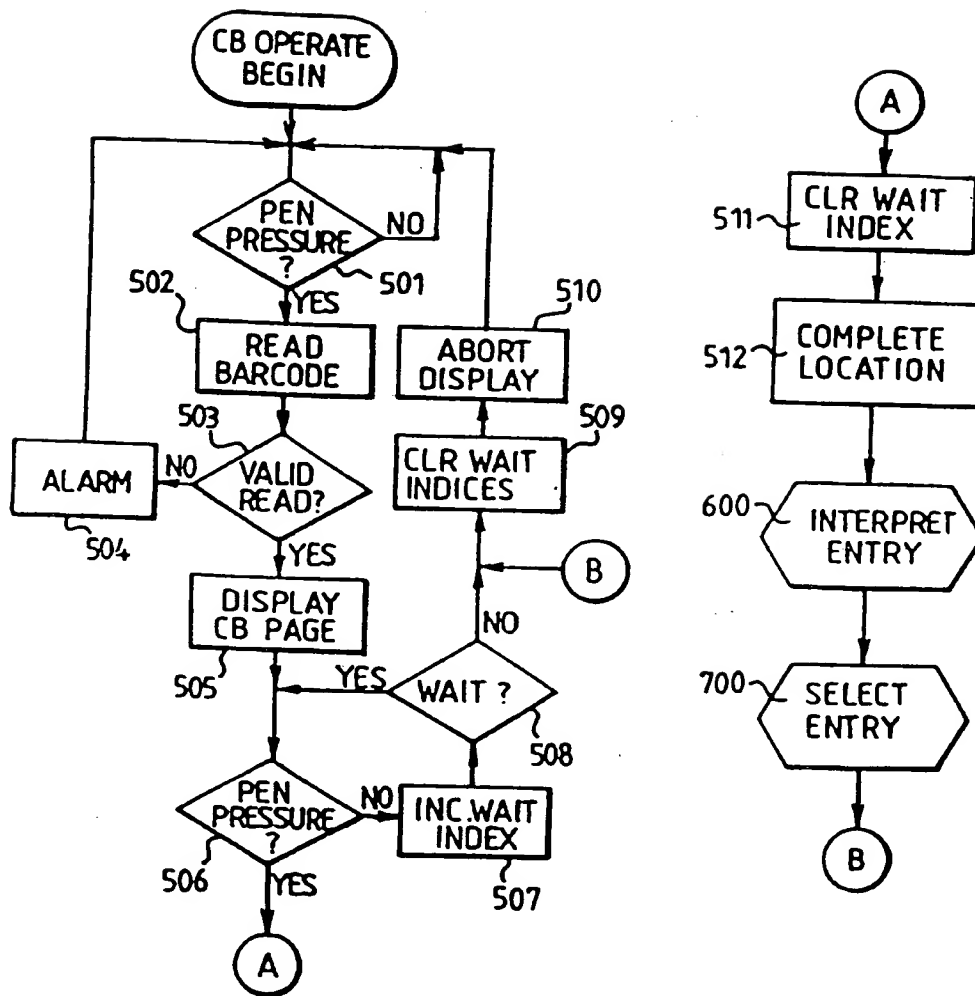 CB OPERATE
BEGIN
PEN
PRESSURE
?
NO
501
YES
502
READ
BARCODE
503
VALID
READ?
NO
ALARM
504
YES
DISPLAY
CB PAGE
505
PEN
PRESSURE
?
506
NO
YES
A
INC.WAIT
INDEX
507
WAIT ?
508
YES
NO
B
CLR WAIT
INDICES
509
ABORT
DISPLAY
510
A
CLR WAIT
INDEX
511
COMPLETE
LOCATION
512
INTERPRET
ENTRY
600
SELECT
ENTRY
700
B